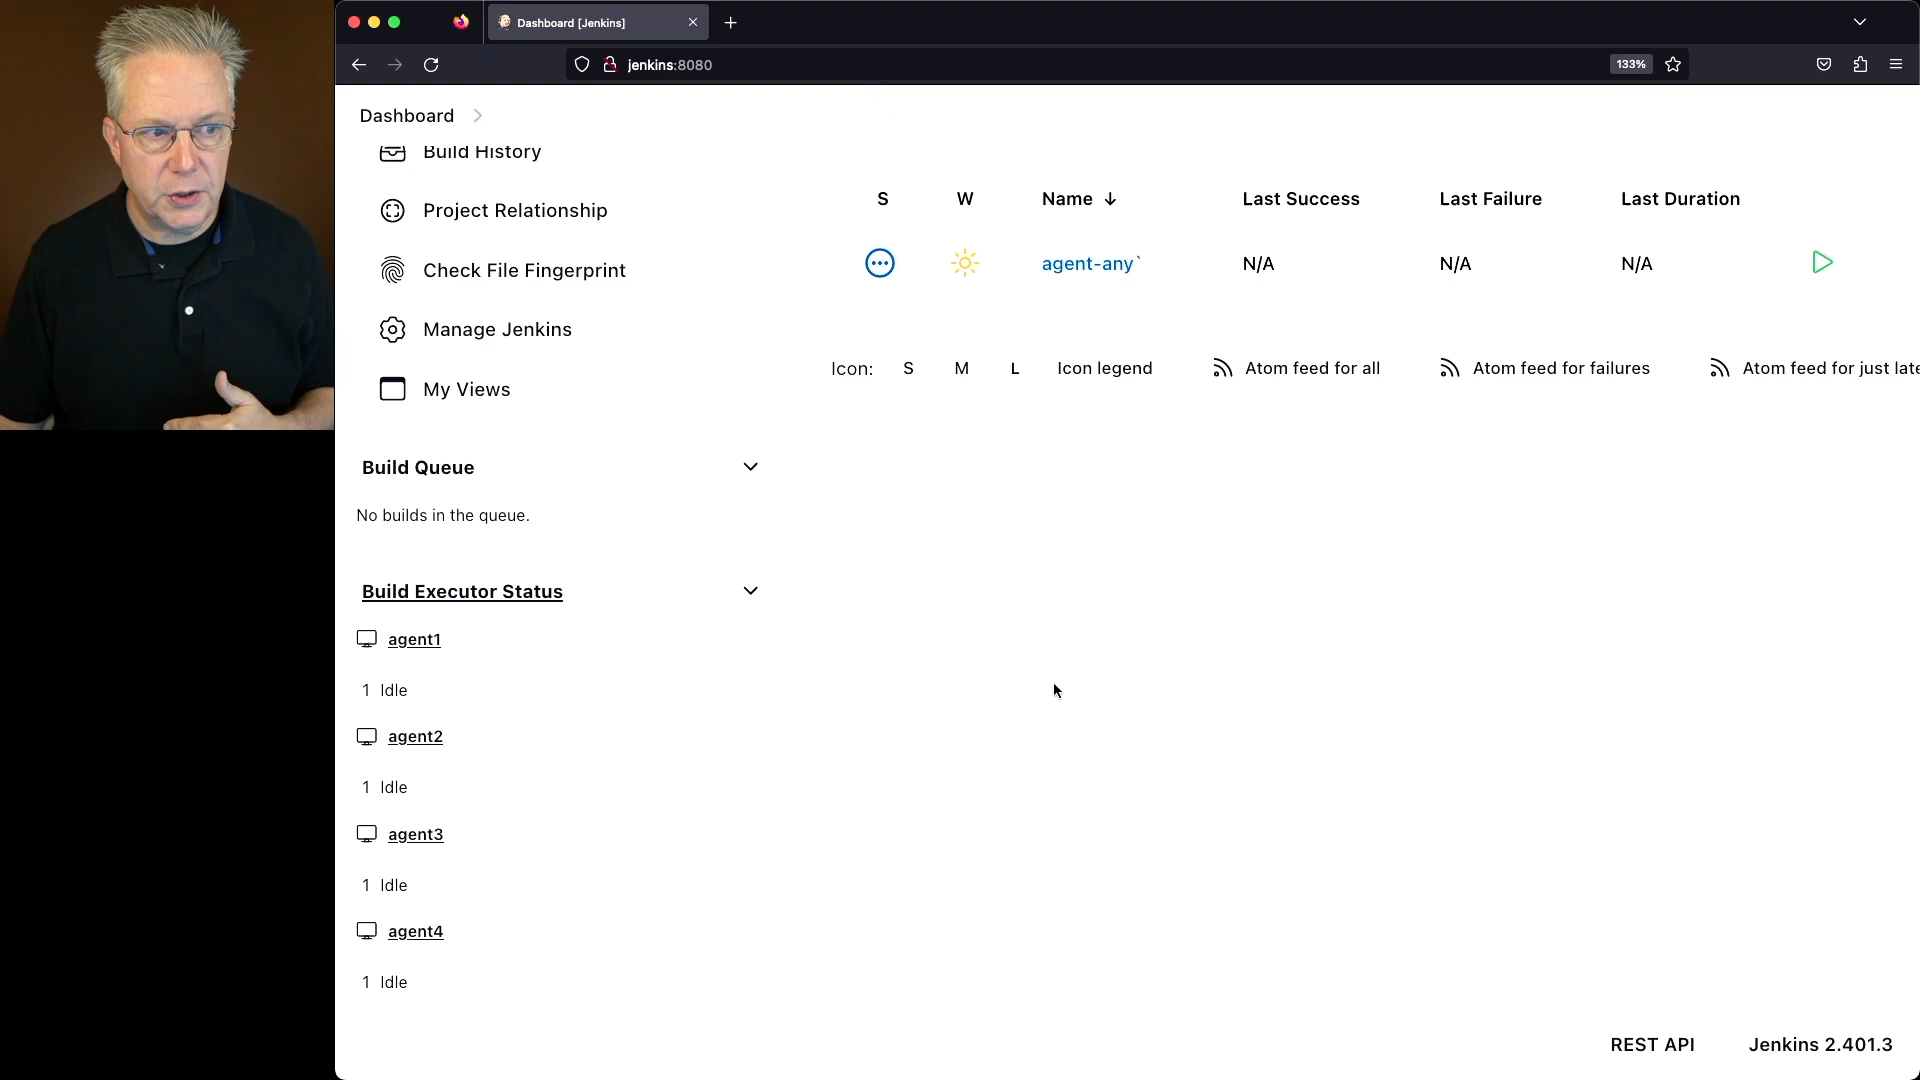 Dashboard [Jenkins]
jenkins:8080
133%
Dashboard
Build History
Project Relationship
Check File Fingerprint
Manage Jenkins
My Views
S W Name ↓ Last Success Last Failure Last Duration
agent-any` N/A N/A N/A
Icon: S M L Icon legend Atom feed for all Atom feed for failures Atom feed for just late
Build Queue
No builds in the queue.
Build Executor Status
agent1
1 Idle
agent2
1 Idle
agent3
1 Idle
agent4
1 Idle
REST API Jenkins 2.401.3